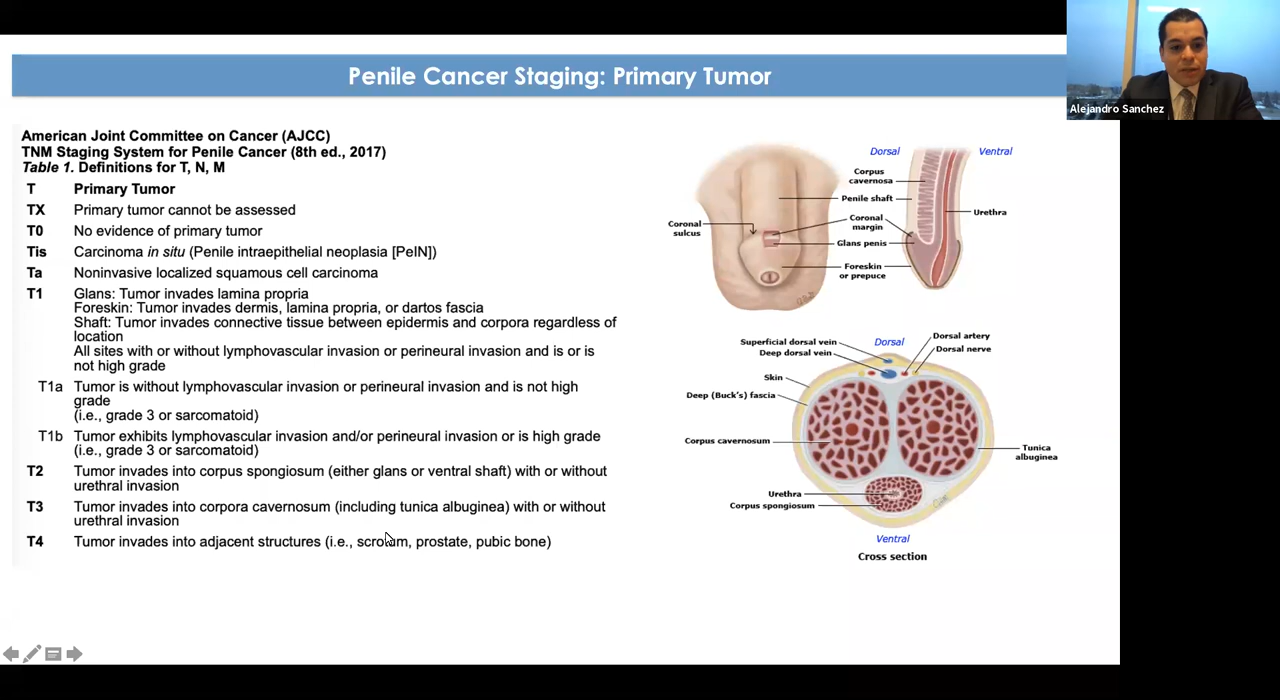 Penile Cancer Staging: Primary Tumor
Alejandro Sanchez
American Joint Committee on Cancer (AJCC)
TNM Staging System for Penile Cancer (8th ed., 2017)
Table 1. Definitions for T, N, M
T Primary Tumor
TX Primary tumor cannot be assessed
T0 No evidence of primary tumor
Tis Carcinoma in situ (Penile intraepithelial neoplasia [PeIN])
Ta Noninvasive localized squamous cell carcinoma
T1 Glans: Tumor invades lamina propria
Foreskin: Tumor invades dermis, lamina propria, or dartos fascia
Shaft: Tumor invades connective tissue between epidermis and corpora regardless of
location
All sites with or without lymphovascular invasion or perineural invasion and is or is
not high grade
T1a Tumor is without lymphovascular invasion or perineural invasion and is not high
grade
(i.e., grade 3 or sarcomatoid)
T1b Tumor exhibits lymphovascular invasion and/or perineural invasion or is high grade
(i.e., grade 3 or sarcomatoid)
T2 Tumor invades into corpus spongiosum (either glans or ventral shaft) with or without
urethral invasion
T3 Tumor invades into corpora cavernosum (including tunica albuginea) with or without
urethral invasion
T4 Tumor invades into adjacent structures (i.e., scrotum, prostate, pubic bone)
Dorsal
Ventral
Corpus
cavernosa
Penile shaft
Coronal
sulcus
Coronal
margin
Urethra
Glans penis
Foreskin
or prepuce
Dorsal
Superficial dorsal vein
Deep dorsal vein
Dorsal artery
Dorsal nerve
Skin
Deep (Buck's) fascia
Corpus cavernosum
Tunica
albuginea
Urethra
Corpus spongiosum
Ventral
Cross section